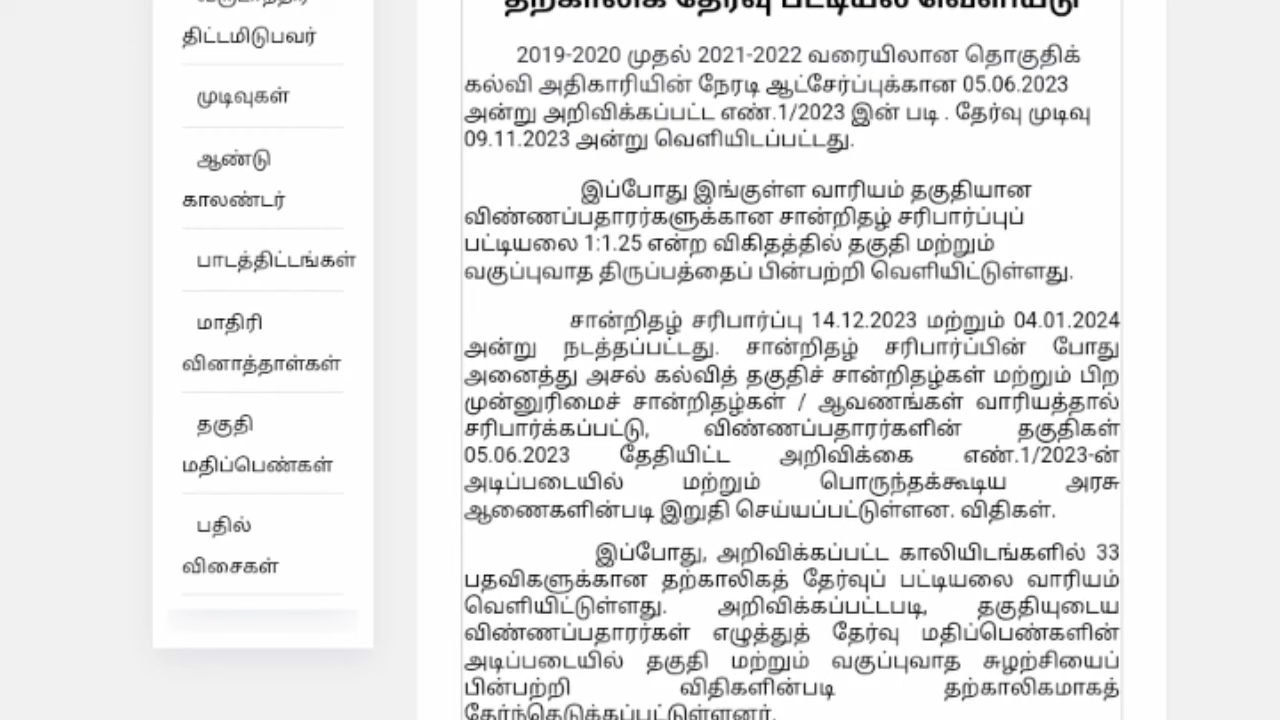 திட்டமிடுபவர்
முடிவுகள்
ஆண்டு
காலண்டர்
பாடத்திட்டங்கள்
மாதிரி
வினாத்தாள்கள்
தகுதி
மதிப்பெண்கள்
பதில்
விசைகள்
தற்காலிக தேர்வு பட்டியல் வெளியீடு
2019-2020 முதல் 2021-2022 வரையிலான தொகுதிக்
கல்வி அதிகாரியின் நேரடி ஆட்சேர்ப்புக்கான 05.06.2023
அன்று அறிவிக்கப்பட்ட எண்.1/2023 இன் படி . தேர்வு முடிவு
09.11.2023 அன்று வெளியிடப்பட்டது.
இப்போது இங்குள்ள வாரியம் தகுதியான
விண்ணப்பதாரர்களுக்கான சான்றிதழ் சரிபார்ப்புப்
பட்டியலை 1:1.25 என்ற விகிதத்தில் தகுதி மற்றும்
வகுப்புவாத திருப்பத்தைப் பின்பற்றி வெளியிட்டுள்ளது.
சான்றிதழ் சரிபார்ப்பு 14.12.2023 மற்றும் 04.01.2024
அன்று நடத்தப்பட்டது. சான்றிதழ் சரிபார்ப்பின் போது
அனைத்து அசல் கல்வித் தகுதிச் சான்றிதழ்கள் மற்றும் பிற
முன்னுரிமைச் சான்றிதழ்கள் / ஆவணங்கள் வாரியத்தால்
சரிபார்க்கப்பட்டு, விண்ணப்பதாரர்களின் தகுதிகள்
05.06.2023 தேதியிட்ட அறிவிக்கை எண்.1/2023-ன்
அடிப்படையில் மற்றும் பொருந்தக்கூடிய அரசு
ஆணைகளின்படி இறுதி செய்யப்பட்டுள்ளன. விதிகள்.
இப்போது, அறிவிக்கப்பட்ட காலியிடங்களில் 33
பதவிகளுக்கான தற்காலிகத் தேர்வுப் பட்டியலை வாரியம்
வெளியிட்டுள்ளது. அறிவிக்கப்பட்டபடி, தகுதியுடைய
விண்ணப்பதாரர்கள் எழுத்துத் தேர்வு மதிப்பெண்களின்
அடிப்படையில் தகுதி மற்றும் வகுப்புவாத சுழற்சியைப்
பின்பற்றி விதிகளின்படி தற்காலிகமாகத்
தேர்ந்தெடுக்கப்பட்டுள்ளனர்.